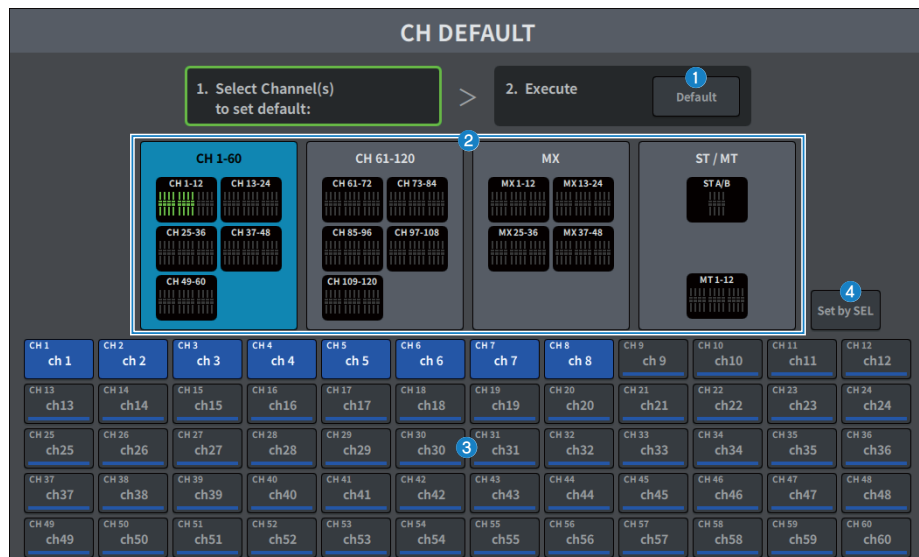 CH DEFAULT
1. Select Channel(s)
to set default:
>
2. Execute
1
Default
2
CH 1-60
CH 61-120
MX
ST / MT
CH 1-12
CH 13-24
CH 61-72
CH 73-84
MX 1-12
MX 13-24
ST A/B
CH 25-36
CH 37-48
CH 85-96
CH 97-108
MX 25-36
MX 37-48
CH 49-60
CH 109-120
MT 1-12
4
Set by SEL
CH 1 CH 2 CH 3 CH 4 CH 5 CH 6 CH 7 CH 8 CH 9 CH 10 CH 11 CH 12
ch 1 ch 2 ch 3 ch 4 ch 5 ch 6 ch 7 ch 8 ch 9 ch10 ch11 ch12
CH 13 CH 14 CH 15 CH 16 CH 17 CH 18 CH 19 CH 20 CH 21 CH 22 CH 23 CH 24
ch13 ch14 ch15 ch16 ch17 ch18 ch19 ch20 ch21 ch22 ch23 ch24
CH 25 CH 26 CH 27 CH 28 CH 29 CH 30 CH 31 CH 32 CH 33 CH 34 CH 35 CH 36
ch25 ch26 ch27 ch28 ch29 ch30 3 ch31 ch32 ch33 ch34 ch35 ch36
CH 37 CH 38 CH 39 CH 40 CH 41 CH 42 CH 43 CH 44 CH 45 CH 46 CH 47 CH 48
ch37 ch38 ch39 ch40 ch41 ch42 ch43 ch44 ch45 ch46 ch47 ch48
CH 49 CH 50 CH 51 CH 52 CH 53 CH 54 CH 55 CH 56 CH 57 CH 58 CH 59 CH 60
ch49 ch50 ch51 ch52 ch53 ch54 ch55 ch56 ch57 ch58 ch59 ch60